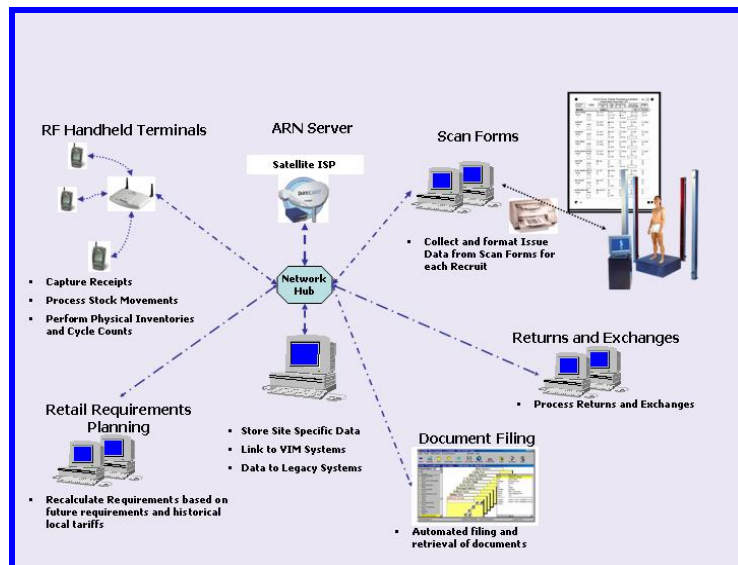 RF Handheld Terminals
Capture Receipts
Process Stock Movements
Perform Physical Inventories
and Cycle Counts
ARN Server
Satellite ISP
Network
Hub
Store Site Specific Data
Link to VIM Systems
Data to Legacy Systems
Scan Forms
Collect and format Issue
Data from Scan Forms for
each Recruit
Returns and Exchanges
Process Returns and Exchanges
Retail Requirements
Planning
Recalculate Requirements based on
future requirements and historical
local tariffs
Document Filing
Automated filing and
retrieval of documents